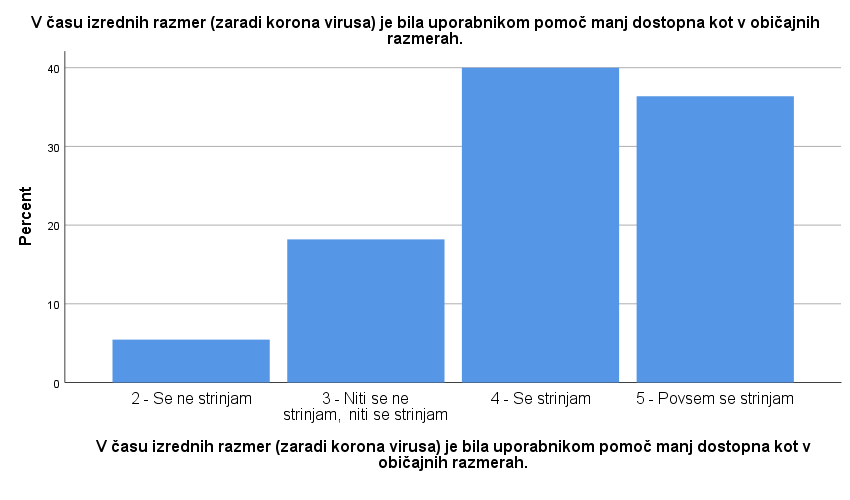 V času izrednih razmer (zaradi korona virusa) je bila uporabnikom pomoč manj dostopna kot v običajnih
razmerah.
40
30
20
10
0
Percent
2 - Se ne strinjam
3 - Niti se ne
strinjam, niti se strinjam
4 - Se strinjam
5 - Povsem se strinjam
V času izrednih razmer (zaradi korona virusa) je bila uporabnikom pomoč manj dostopna kot v
običajnih razmerah.